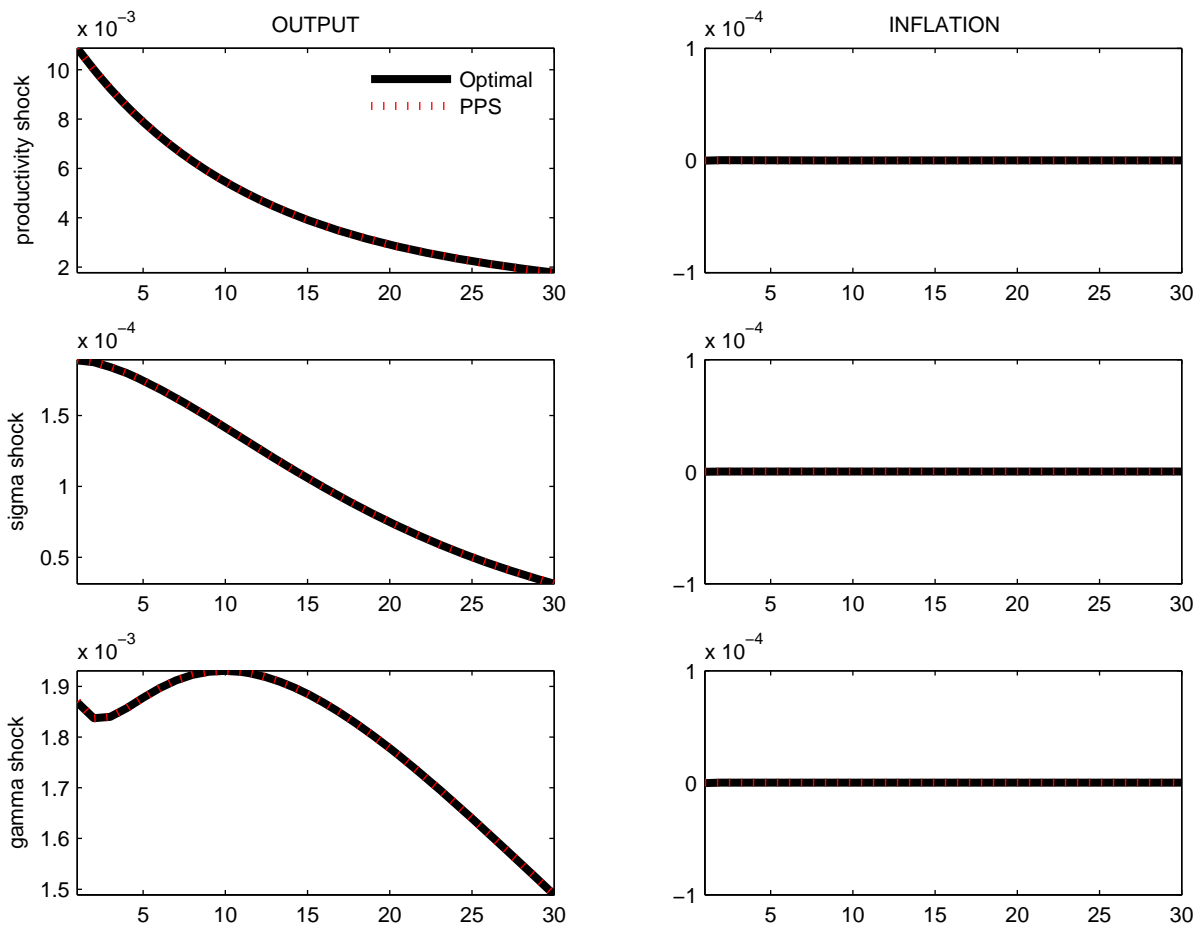 OUTPUT
x 10−3
productivity shock
10
8
6
4
2
5 10 15 20 25 30
Optimal
PPS
INFLATION
x 10−4
1
0
−1
5 10 15 20 25 30
x 10−4
sigma shock
1.5
1
0.5
5 10 15 20 25 30
x 10−4
1
0
−1
5 10 15 20 25 30
x 10−3
gamma shock
1.9
1.8
1.7
1.6
1.5
5 10 15 20 25 30
x 10−4
1
0
−1
5 10 15 20 25 30